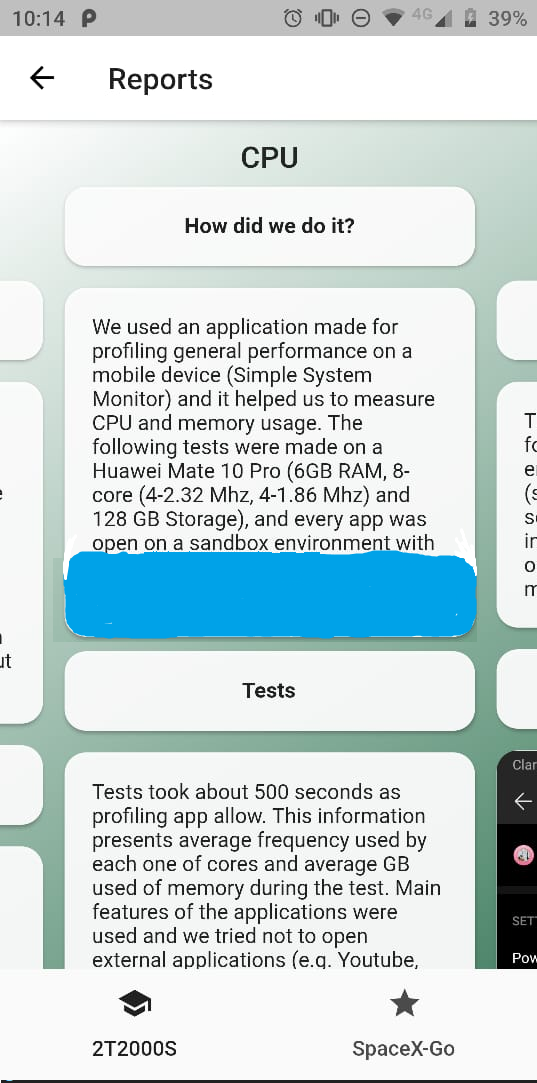 10:14
4G
39%
Reports
CPU
How did we do it?
We used an application made for
profiling general performance on a
mobile device (Simple System
Monitor) and it helped us to measure
CPU and memory usage. The
following tests were made on a
Huawei Mate 10 Pro (6GB RAM, 8-
core (4-2.32 Mhz, 4-1.86 Mhz) and
128 GB Storage), and every app was
open on a sandbox environment with
Tests
Tests took about 500 seconds as
profiling app allow. This information
presents average frequency used by
each one of cores and average GB
used of memory during the test. Main
features of the applications were
used and we tried not to open
external applications (e.g. Youtube,
2T2000S
SpaceX-Go